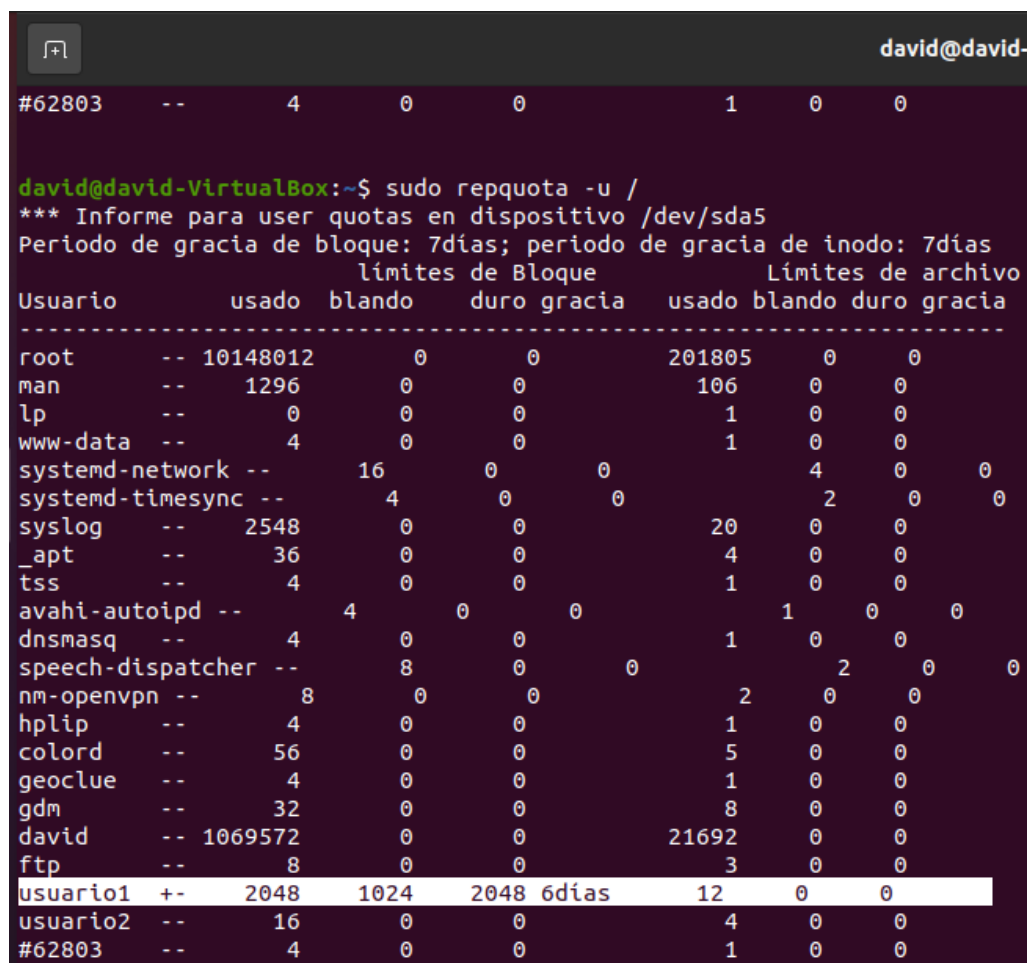 david@david-
#62803 -- 4 0 0 1 0 0
david@david-VirtualBox:~$ sudo repquota -u /
*** Informe para user quotas en dispositivo /dev/sda5
Periodo de gracia de bloque: 7días; periodo de gracia de inodo: 7días
límites de Bloque Límites de archivo
Usuario usado blando duro gracia usado blando duro gracia
----------------------------------------------------------------------
root -- 10148012 0 0 201805 0 0
man -- 1296 0 0 106 0 0
lp -- 0 0 0 1 0 0
www-data -- 4 0 0 1 0 0
systemd-network -- 16 0 0 4 0 0
systemd-timesync -- 4 0 0 2 0 0
syslog -- 2548 0 0 20 0 0
_apt -- 36 0 0 4 0 0
tss -- 4 0 0 1 0 0
avahi-autoipd -- 4 0 0 1 0 0
dnsmasq -- 4 0 0 1 0 0
speech-dispatcher -- 8 0 0 2 0 0
nm-openvpn -- 8 0 0 2 0 0
hplip -- 4 0 0 1 0 0
colord -- 56 0 0 5 0 0
geoclue -- 4 0 0 1 0 0
gdm -- 32 0 0 8 0 0
david -- 1069572 0 0 21692 0 0
ftp -- 8 0 0 3 0 0
usuario1 +- 2048 1024 2048 6días 12 0 0
usuario2 -- 16 0 0 4 0 0
#62803 -- 4 0 0 1 0 0